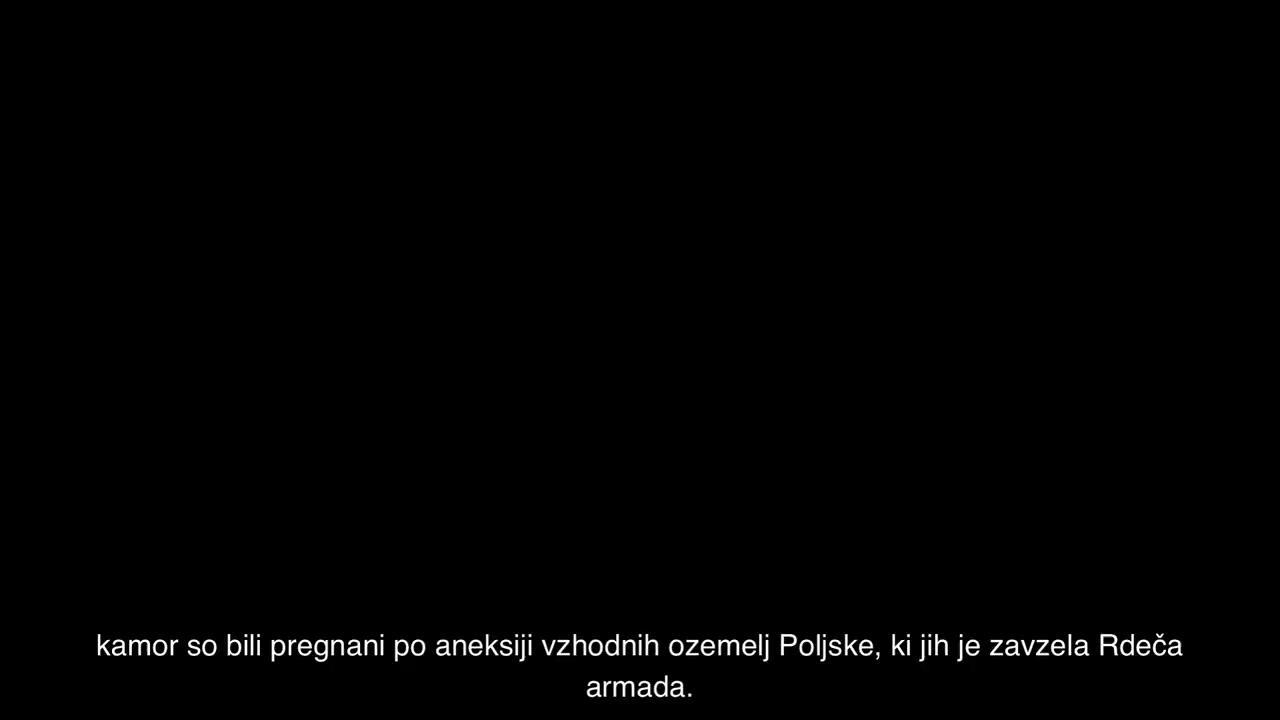 kamor so bili pregnani po aneksiji vzhodnih ozemelj Poljske, ki jih je zavzela Rdeča
armada.